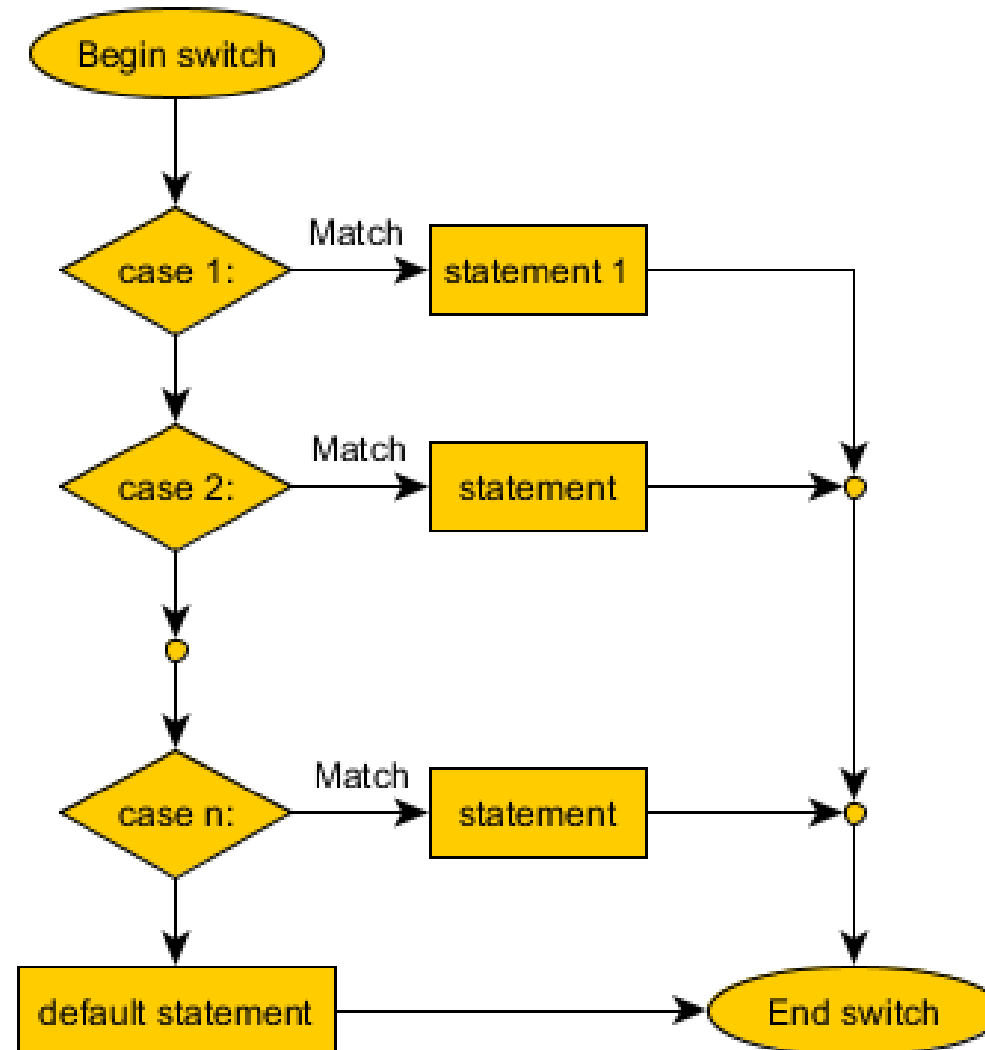 Begin switch
Match
case 1:
statement 1
Match
case 2:
statement
Match
case n:
statement
default statement
End switch